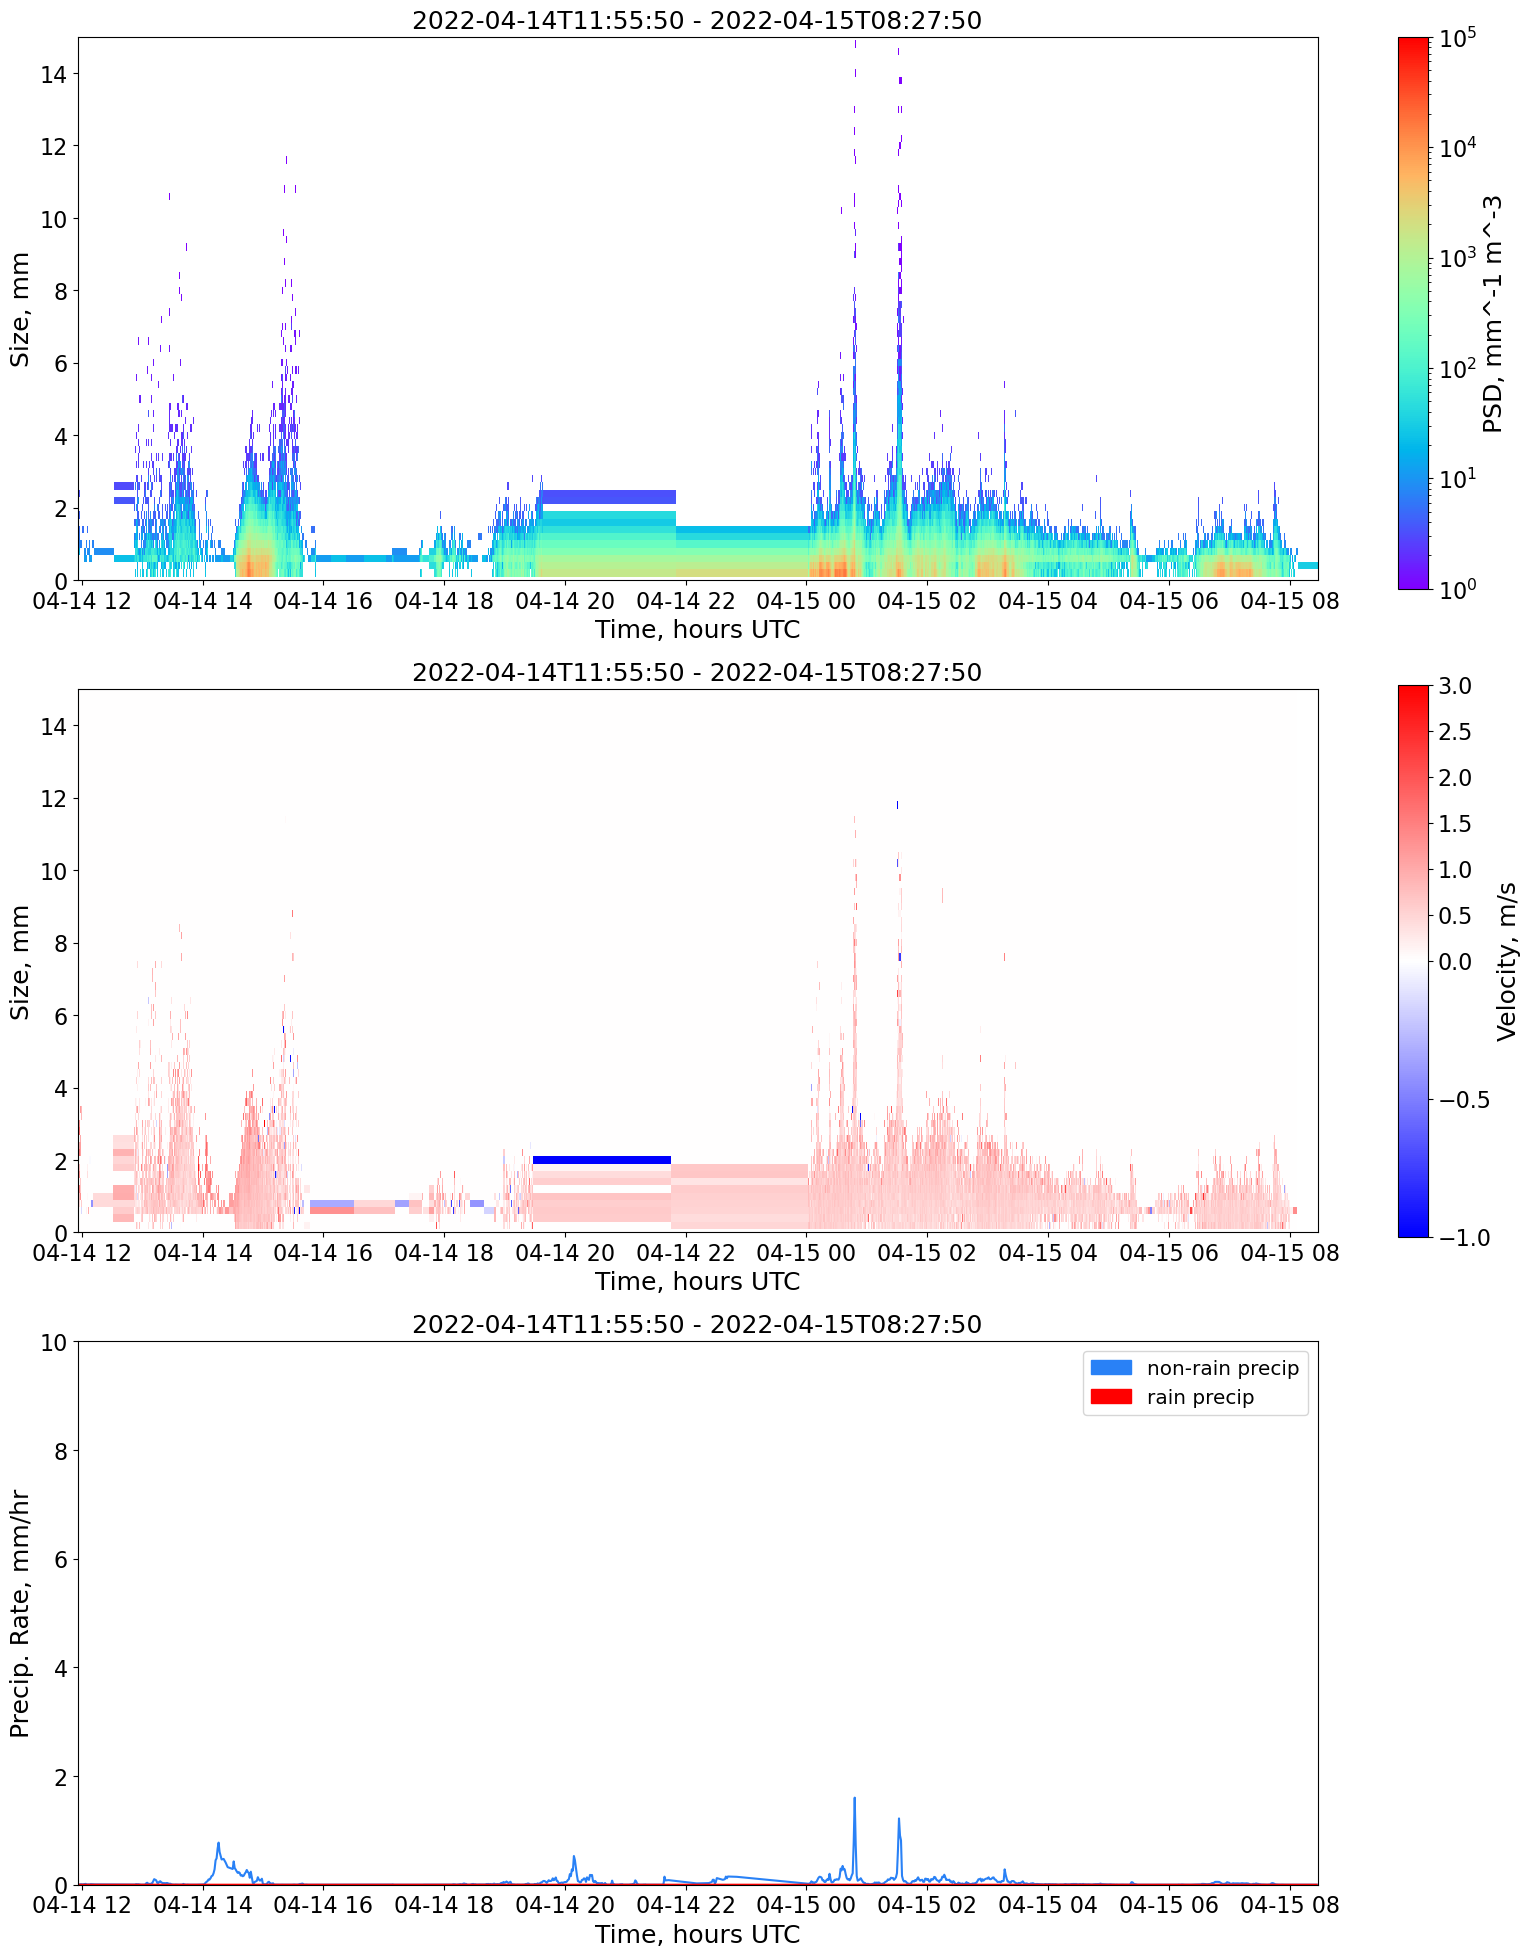 2022-04-14T11:55:50 - 2022-04-15T08:27:50
Size, mm
14
12
10
8
6
4
2
0
04-14 12 04-14 14 04-14 16 04-14 18 04-14 20 04-14 22 04-15 00 04-15 02 04-15 04 04-15 06 04-15 08
Time, hours UTC
10^5
10^4
10^3
10^2
10^1
10^0
PSD, mm^-1 m^-3
2022-04-14T11:55:50 - 2022-04-15T08:27:50
Size, mm
14
12
10
8
6
4
2
0
04-14 12 04-14 14 04-14 16 04-14 18 04-14 20 04-14 22 04-15 00 04-15 02 04-15 04 04-15 06 04-15 08
Time, hours UTC
3.0
2.5
2.0
1.5
1.0
0.5
0.0
−0.5
−1.0
Velocity, m/s
2022-04-14T11:55:50 - 2022-04-15T08:27:50
Precip. Rate, mm/hr
10
8
6
4
2
0
non-rain precip
rain precip
04-14 12 04-14 14 04-14 16 04-14 18 04-14 20 04-14 22 04-15 00 04-15 02 04-15 04 04-15 06 04-15 08
Time, hours UTC